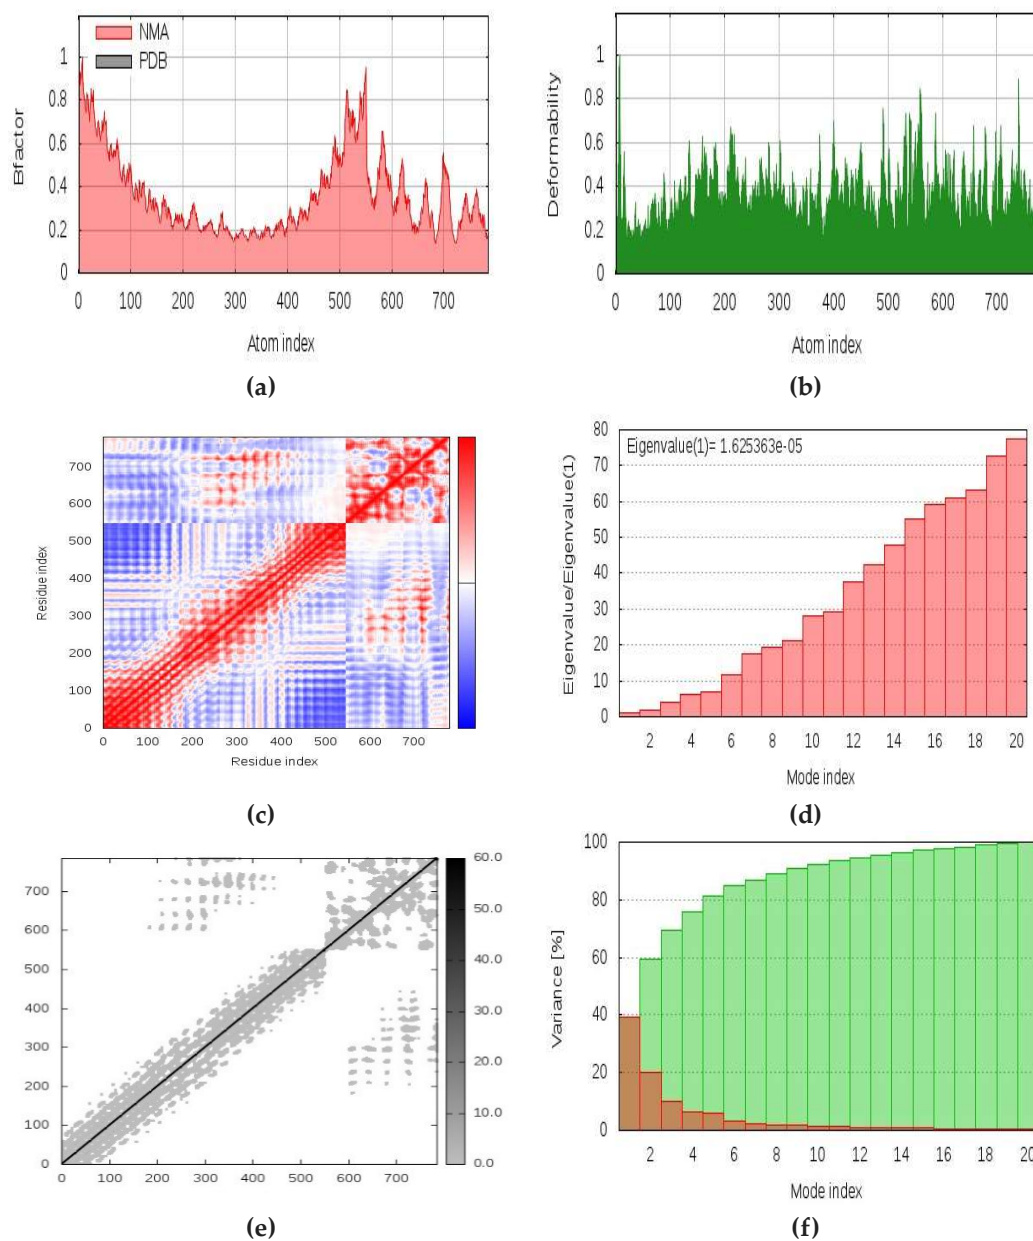 NMA
PDB
Bfactor
1
0.8
0.6
0.4
0.2
0
0 100 200 300 400 500 600 700
Atom index
(a)
Deformability
1
0.8
0.6
0.4
0.2
0
0 100 200 300 400 500 600 700
Atom index
(b)
Residue index
700
600
500
400
300
200
100
0
0 100 200 300 400 500 600 700
Residue index
(c)
Eigenvalue(1)= 1.625363e-05
Eigenvalue/Eigenvalue(1)
80
70
60
50
40
30
20
10
0
2 4 6 8 10 12 14 16 18 20
Mode index
(d)
700
600
500
400
300
200
100
0
0 100 200 300 400 500 600 700
60.0
50.0
40.0
30.0
20.0
10.0
0.0
(e)
Variance [%]
100
80
60
40
20
0
2 4 6 8 10 12 14 16 18 20
Mode index
(f)